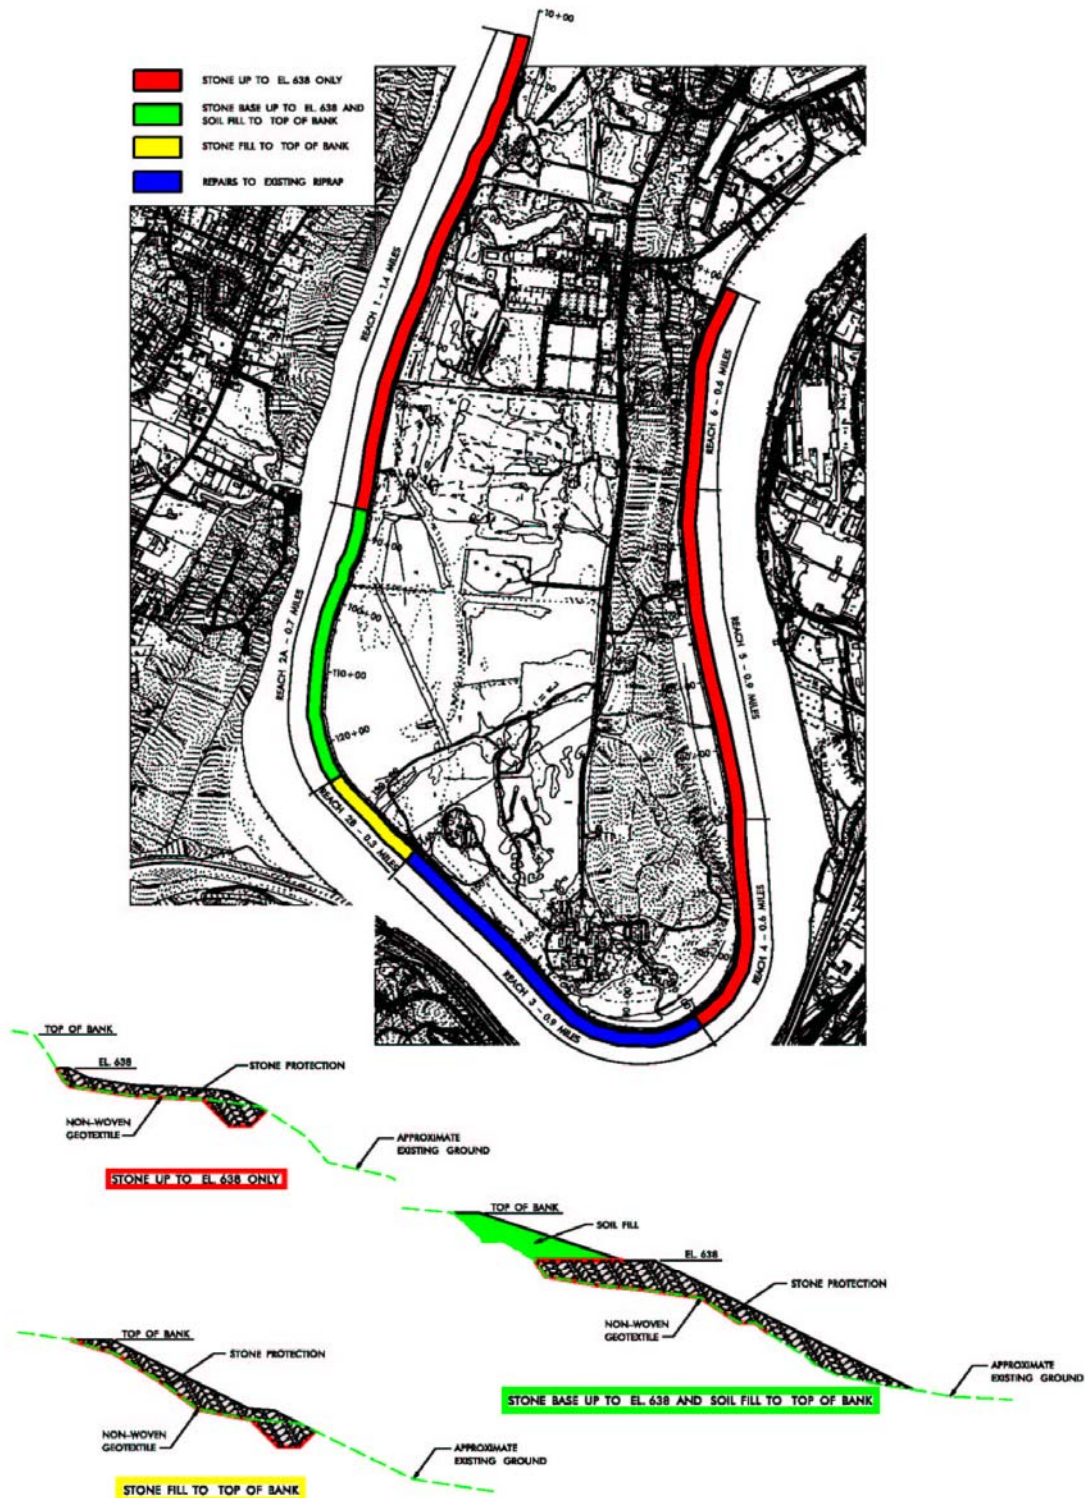 10+00
STONE UP TO EL. 638 ONLY
STONE BASE UP TO EL. 638 AND
SOIL FILL TO TOP OF BANK
STONE FILL TO TOP OF BANK
REPAIRS TO EXISTING RIPRAP
REACH 1 - 1.4 MILES
REACH 6 - 0.6 MILES
90+00
100+00
REACH 2A - 0.7 MILES
110+00
REACH 5 - 0.9 MILES
120+00
REACH 2B - 0.3 MILES
REACH 4 - 0.6 MILES
200+00
REACH 3 - 0.9 MILES
TOP OF BANK
EL. 638
STONE PROTECTION
NON-WOVEN
GEOTEXTILE
APPROXIMATE
EXISTING GROUND
STONE UP TO EL. 638 ONLY
TOP OF BANK
SOIL FILL
EL. 638
STONE PROTECTION
NON-WOVEN
GEOTEXTILE
APPROXIMATE
EXISTING GROUND
STONE BASE UP TO EL. 638 AND SOIL FILL TO TOP OF BANK
TOP OF BANK
STONE PROTECTION
NON-WOVEN
GEOTEXTILE
APPROXIMATE
EXISTING GROUND
STONE FILL TO TOP OF BANK